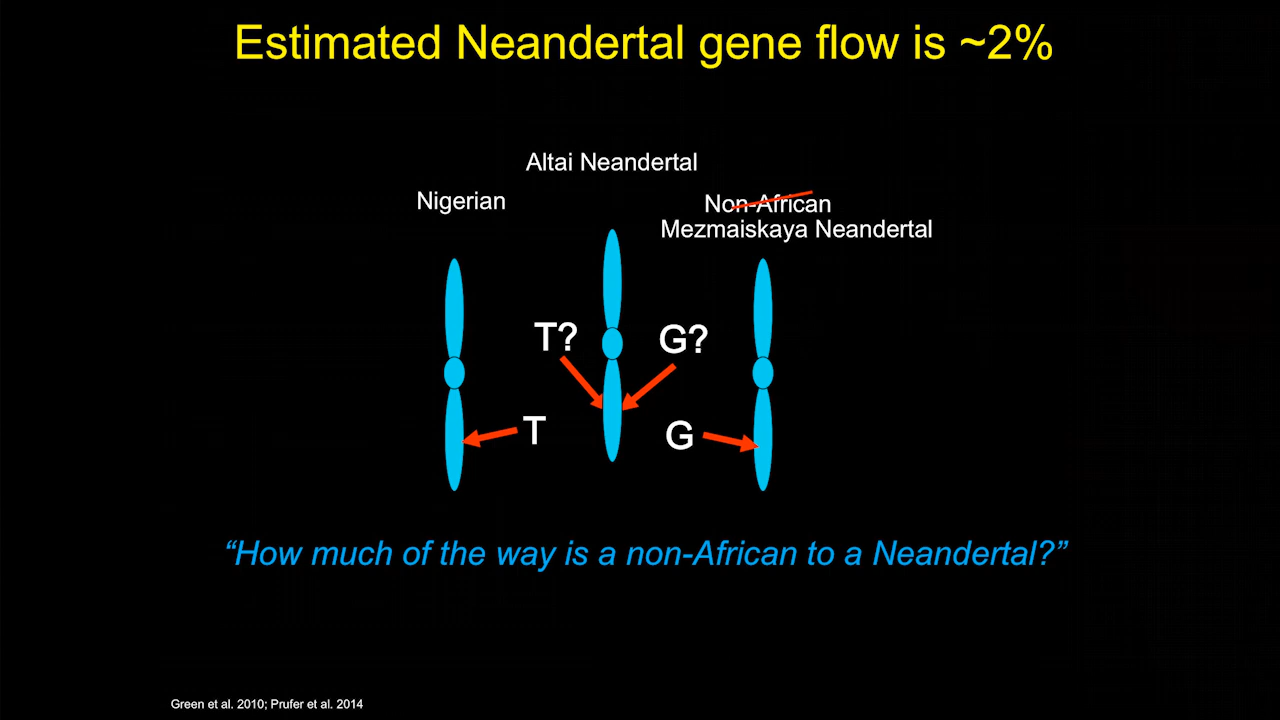 Estimated Neandertal gene flow is ~2%
Altai Neandertal
Nigerian
Non-African
Mezmaiskaya Neandertal
T?
G?
T
G
“How much of the way is a non-African to a Neandertal?”
Green et al. 2010; Prufer et al. 2014